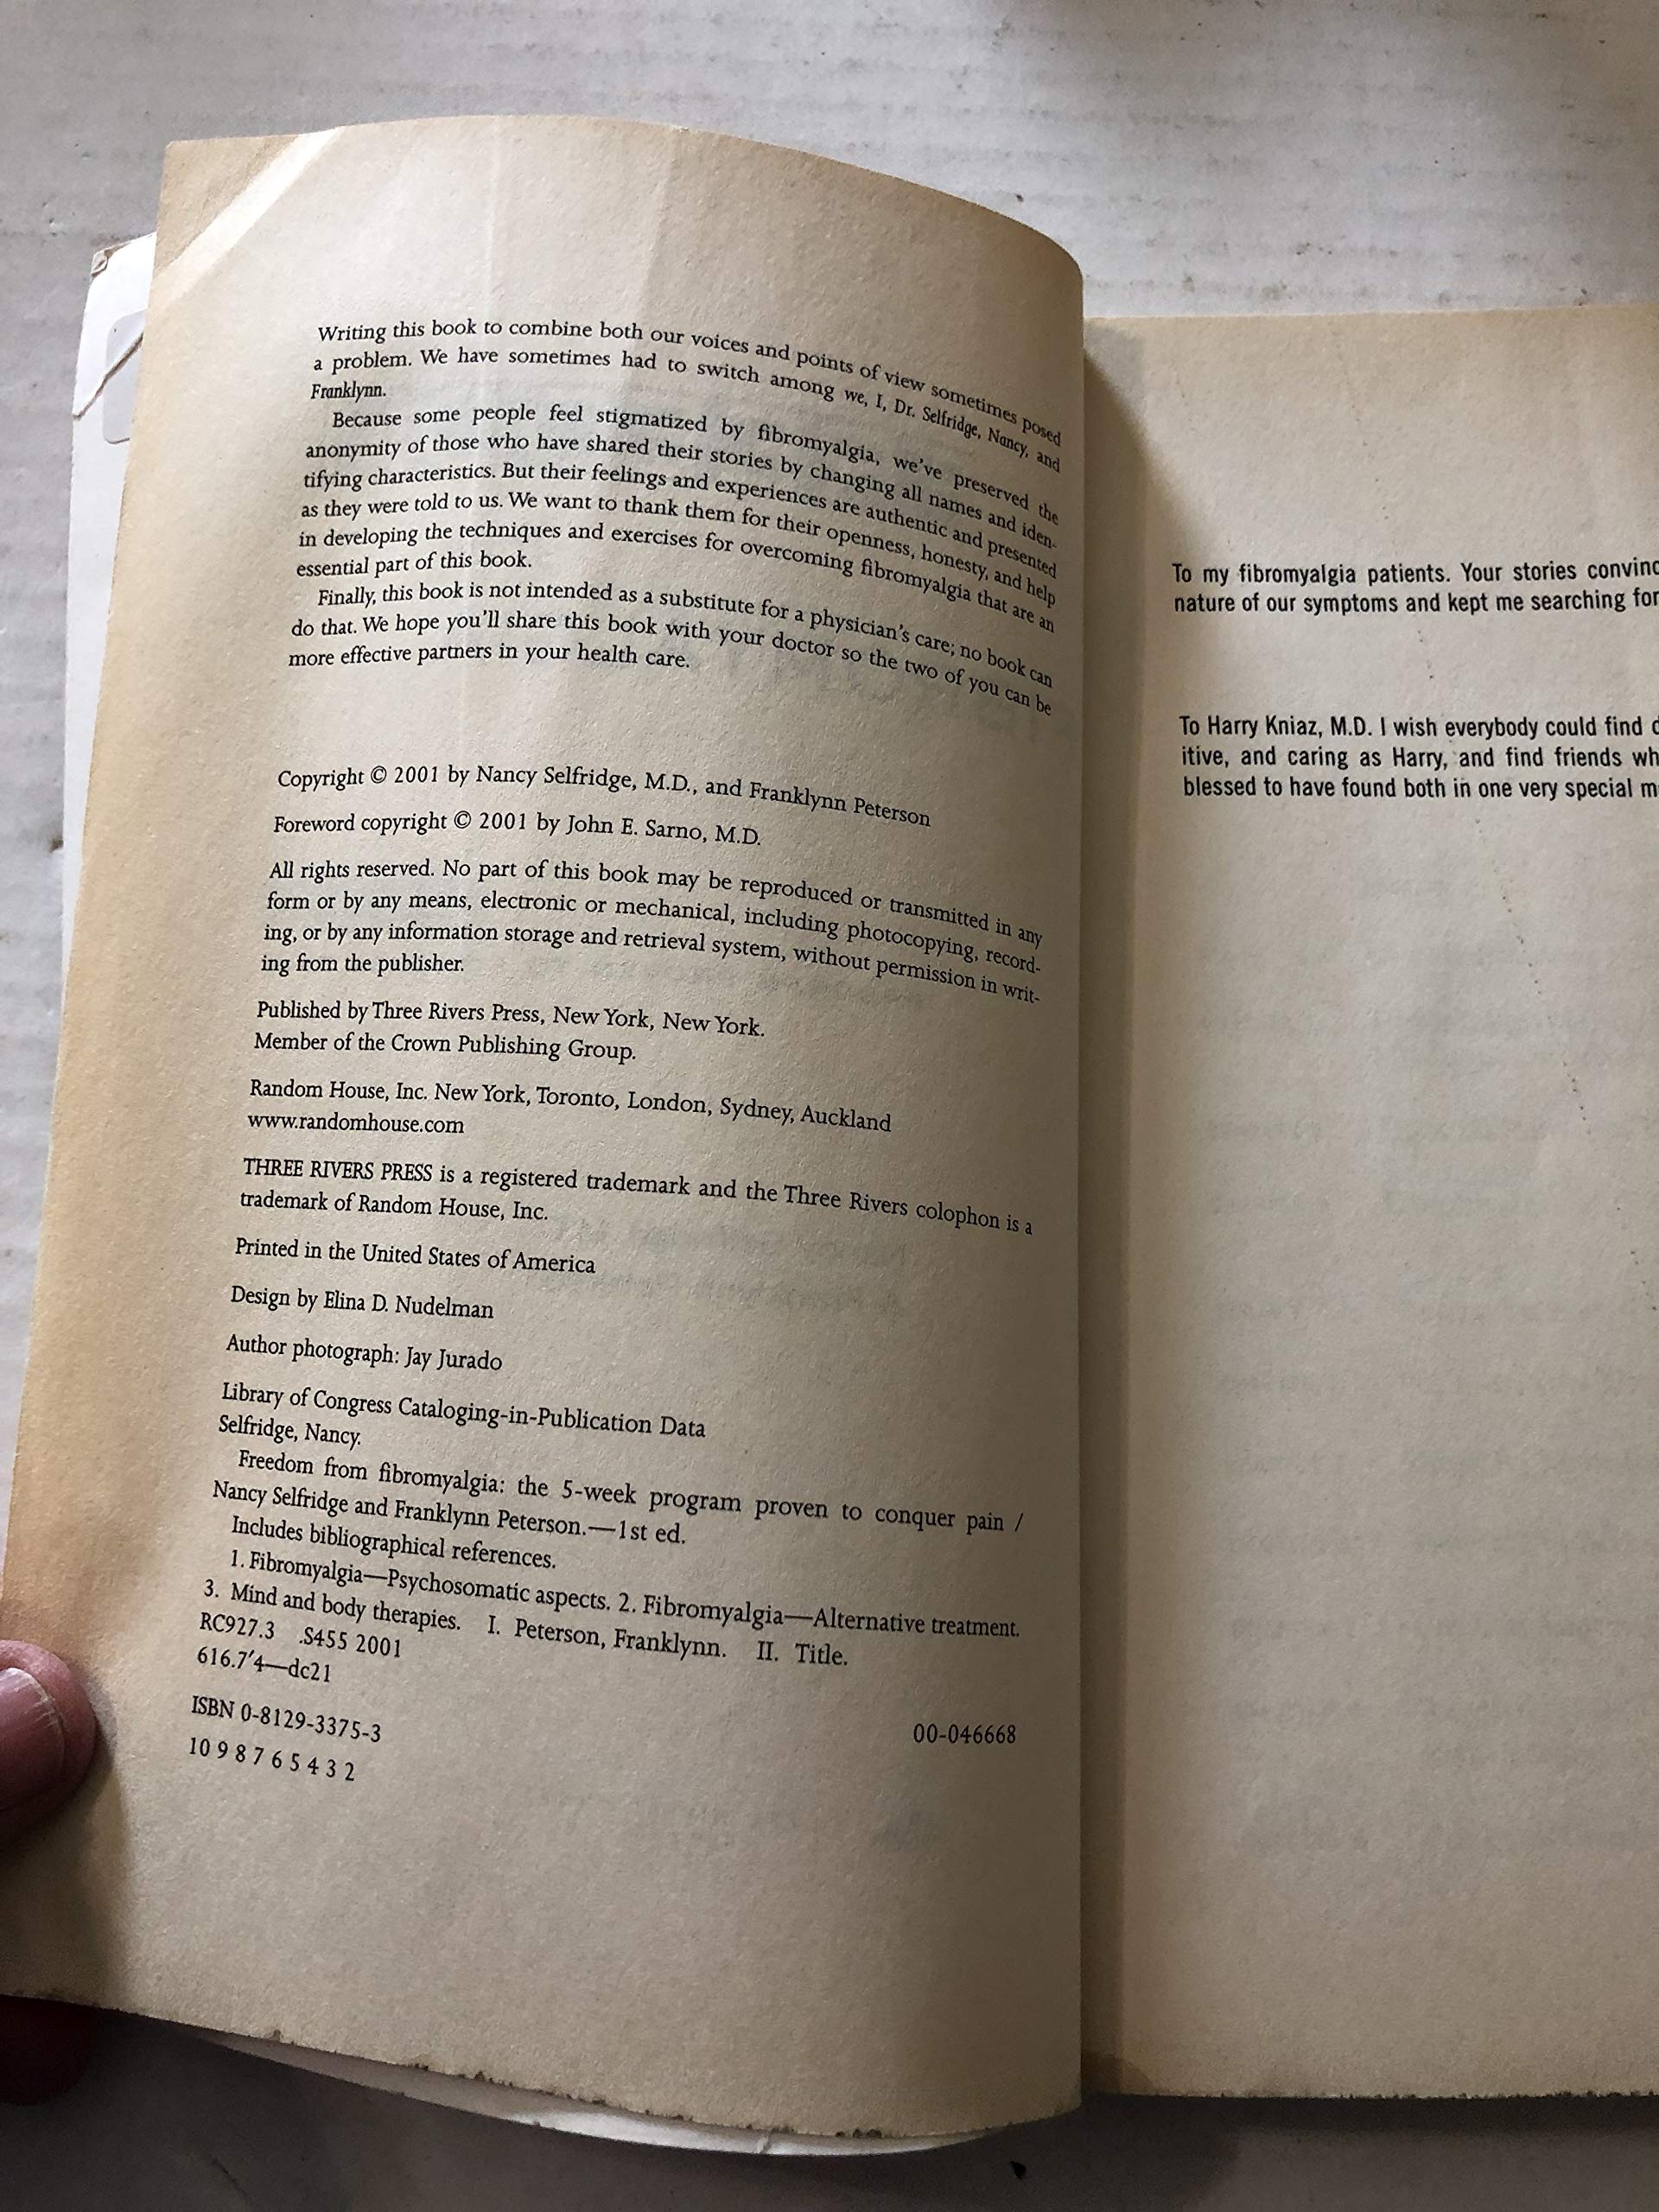 Writing this book to combine both our voices and points of view sometimes posed
a problem. We have sometimes had to switch among we, I, Dr. Selfridge, Nancy, and
Franklynn.
Because some people feel stigmatized by fibromyalgia, we've preserved the
anonymity of those who have shared their stories by changing all names and iden-
tifying characteristics. But their feelings and experiences are authentic and presented
as they were told to us. We want to thank them for their openness, honesty, and help
in developing the techniques and exercises for overcoming fibromyalgia that are an
essential part of this book.
Finally, this book is not intended as a substitute for a physician's care; no book can
do that. We hope you'll share this book with your doctor so the two of you can be
more effective partners in your health care.
Copyright © 2001 by Nancy Selfridge, M.D., and Franklynn Peterson
Foreword copyright © 2001 by John E. Sarno, M.D.
All rights reserved. No part of this book may be reproduced or transmitted in any
form or by any means, electronic or mechanical, including photocopying, record-
ing, or by any information storage and retrieval system, without permission in writ-
ing from the publisher.
Published by Three Rivers Press, New York, New York.
Member of the Crown Publishing Group.
Random House, Inc. New York, Toronto, London, Sydney, Auckland
www.randomhouse.com
THREE RIVERS PRESS is a registered trademark and the Three Rivers colophon is a
trademark of Random House, Inc.
Printed in the United States of America
Design by Elina D. Nudelman
Author photograph: Jay Jurado
Library of Congress Cataloging-in-Publication Data
Selfridge, Nancy.
Freedom from fibromyalgia: the 5-week program proven to conquer pain /
Nancy Selfridge and Franklynn Peterson.—1st ed.
Includes bibliographical references.
1. Fibromyalgia—Psychosomatic aspects. 2. Fibromyalgia—Alternative treatment.
3. Mind and body therapies. I. Peterson, Franklynn. II. Title.
RC927.3 .S455 2001
616.7'4—dc21
ISBN 0-8129-3375-3 00-046668
10 9 8 7 6 5 4 3 2
To my fibromyalgia patients. Your stories convinc
nature of our symptoms and kept me searching for
To Harry Kniaz, M.D. I wish everybody could find d
itive, and caring as Harry, and find friends wh
blessed to have found both in one very special m